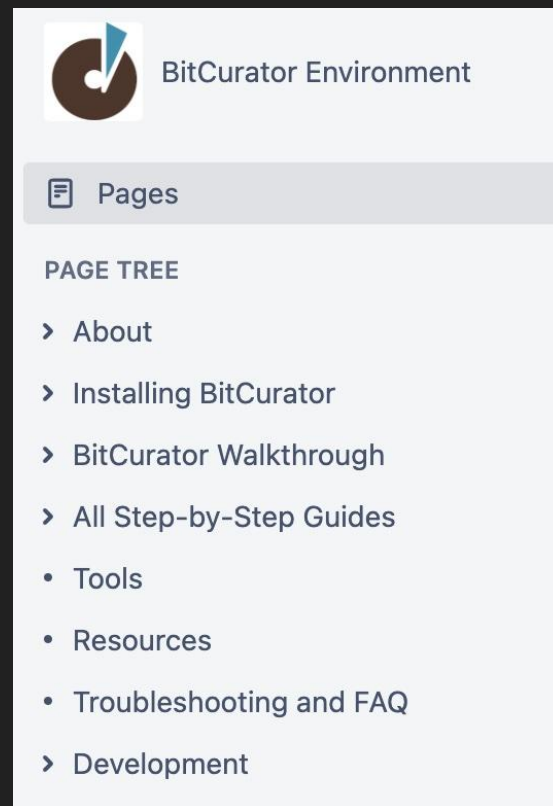 BitCurator Environment
Pages
PAGE TREE
About
Installing BitCurator
BitCurator Walkthrough
All Step-by-Step Guides
Tools
Resources
Troubleshooting and FAQ
Development